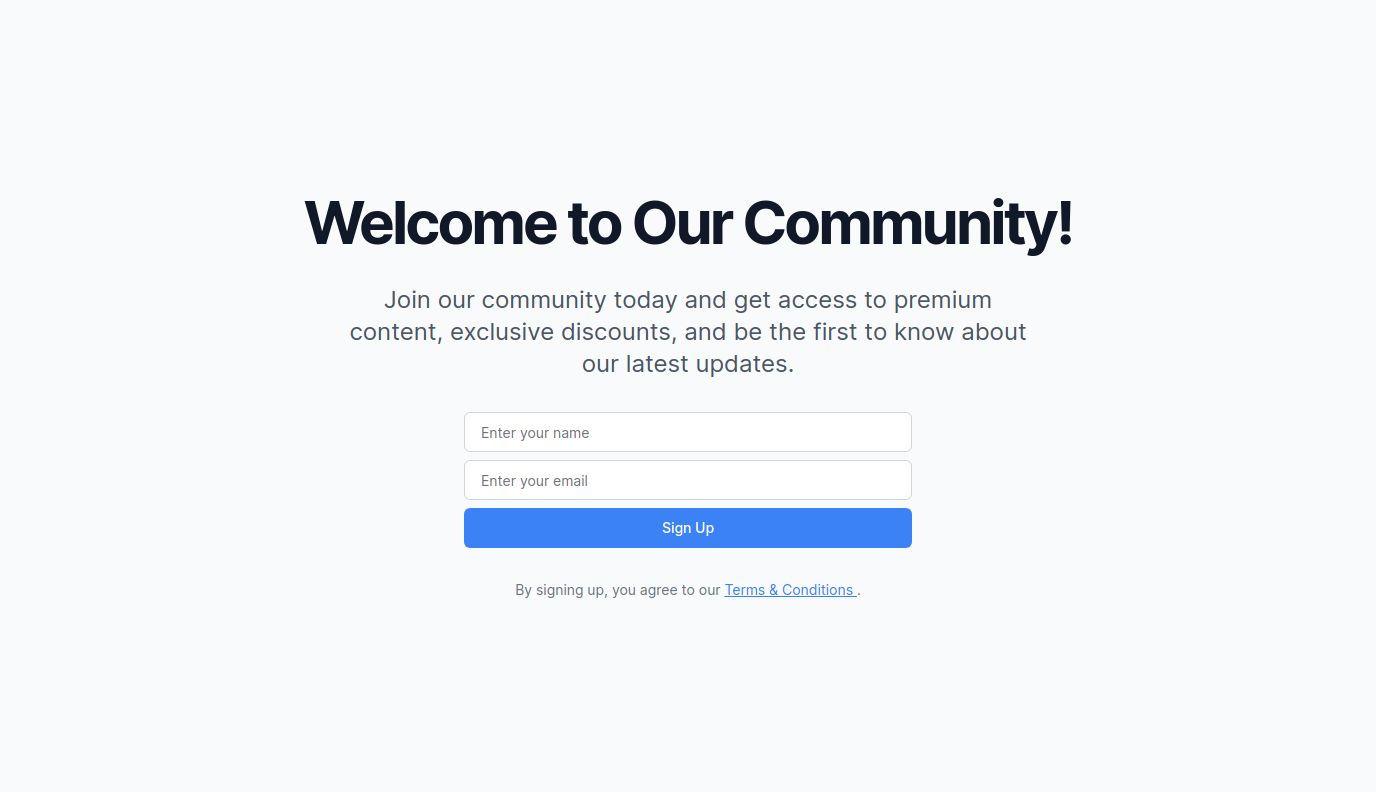 Welcome to Our Community!
Join our community today and get access to premium
content, exclusive discounts, and be the first to know about
our latest updates.
Enter your name
Enter your email
Sign Up
By signing up, you agree to our Terms & Conditions .